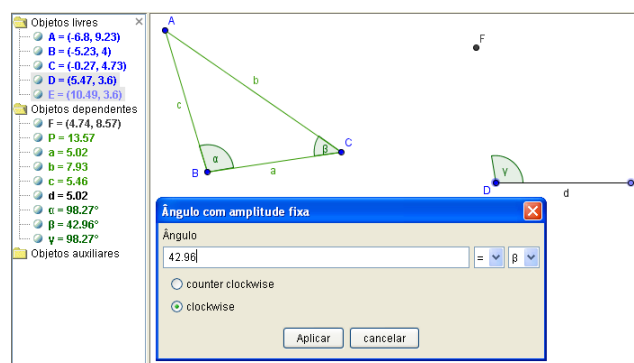 Objetos livres
A = (-6.8, 9.23)
B = (-5.23, 4)
C = (-0.27, 4.73)
D = (5.47, 3.6)
E = (10.49, 3.6)
Objetos dependentes
F = (4.74, 8.57)
P = 13.57
a = 5.02
b = 7.93
c = 5.46
d = 5.02
α = 98.27°
β = 42.96°
γ = 98.27°
Objetos auxiliares
A
F
b
c
C
β
α
B
a
γ
D
d
Ângulo com amplitude fixa
Ângulo
42.96 = β
counter clockwise
clockwise
Aplicar cancelar